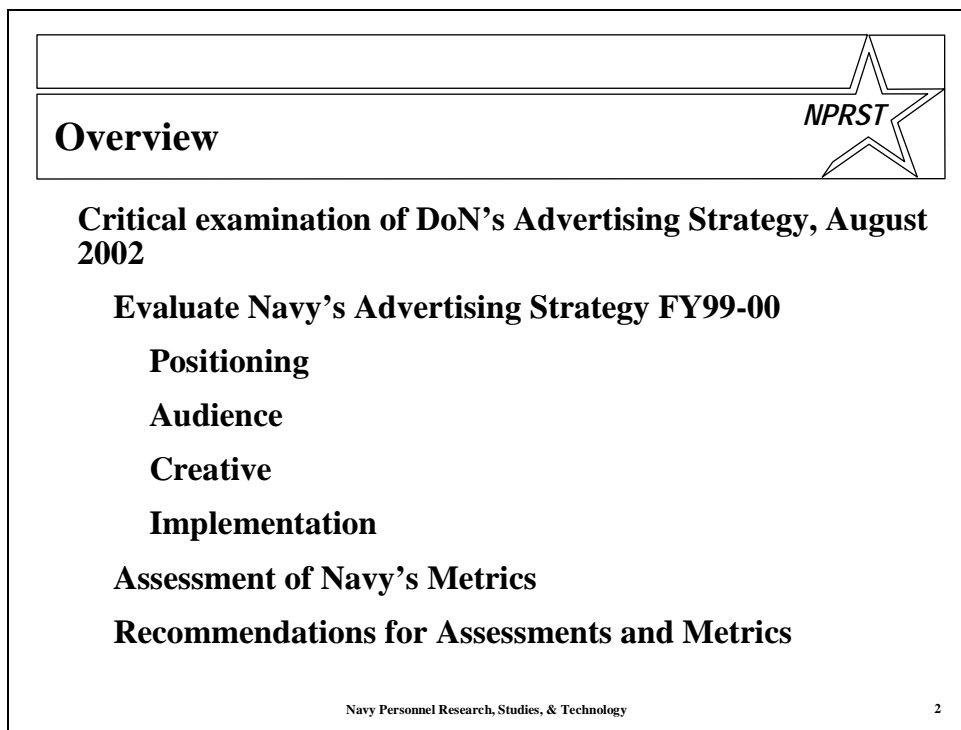 NPRST
Overview
Critical examination of DoN’s Advertising Strategy, August
2002
Evaluate Navy’s Advertising Strategy FY99-00
Positioning
Audience
Creative
Implementation
Assessment of Navy’s Metrics
Recommendations for Assessments and Metrics
Navy Personnel Research, Studies, & Technology
2